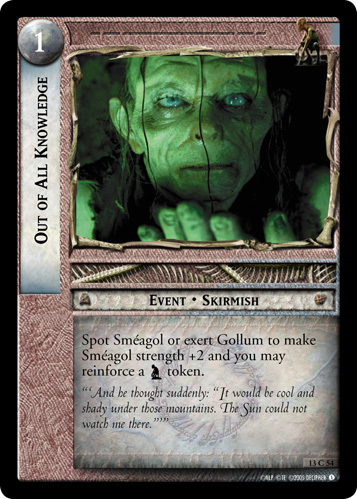 1
OUT OF ALL KNOWLEDGE
EVENT • SKIRMISH
Spot Sméagol or exert Gollum to make
Sméagol strength +2 and you may
reinforce a token.
“‘And he thought suddenly: “It would be cool and
shady under those mountains. The Sun could not
watch me there.”’”
13 C 54